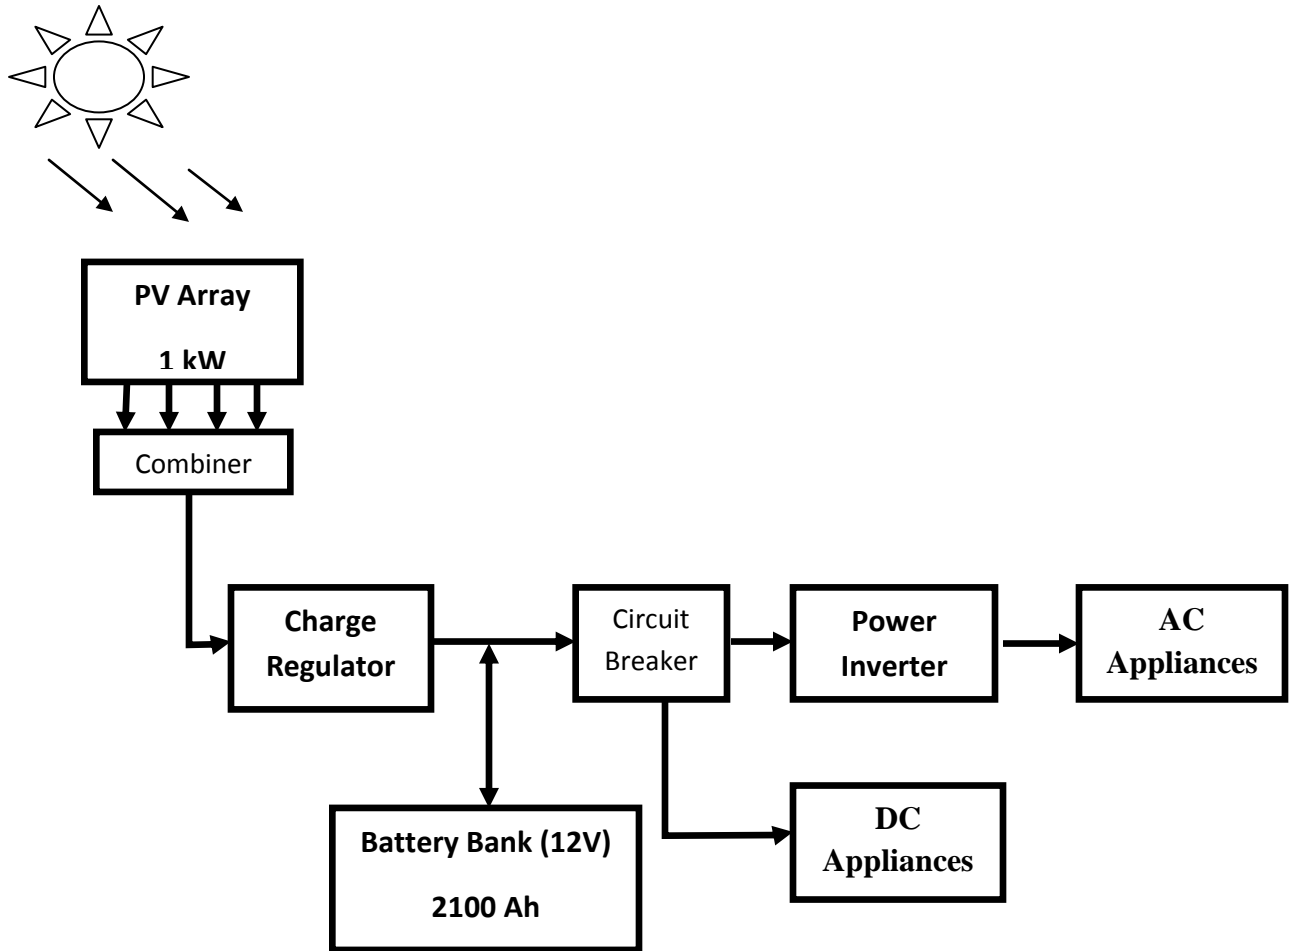 PV Array
1 kW
Combiner
Charge
Regulator
Circuit
Breaker
Power
Inverter
AC
Appliances
Battery Bank (12V)
2100 Ah
DC
Appliances